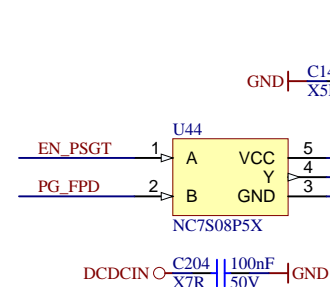 GND C14
X5
U44
EN_PSGT 1 A VCC 5
Y 4
PG_FPD 2 B GND 3
NC7S08P5X
DCDCIN C204 100nF GND
X7R 50V